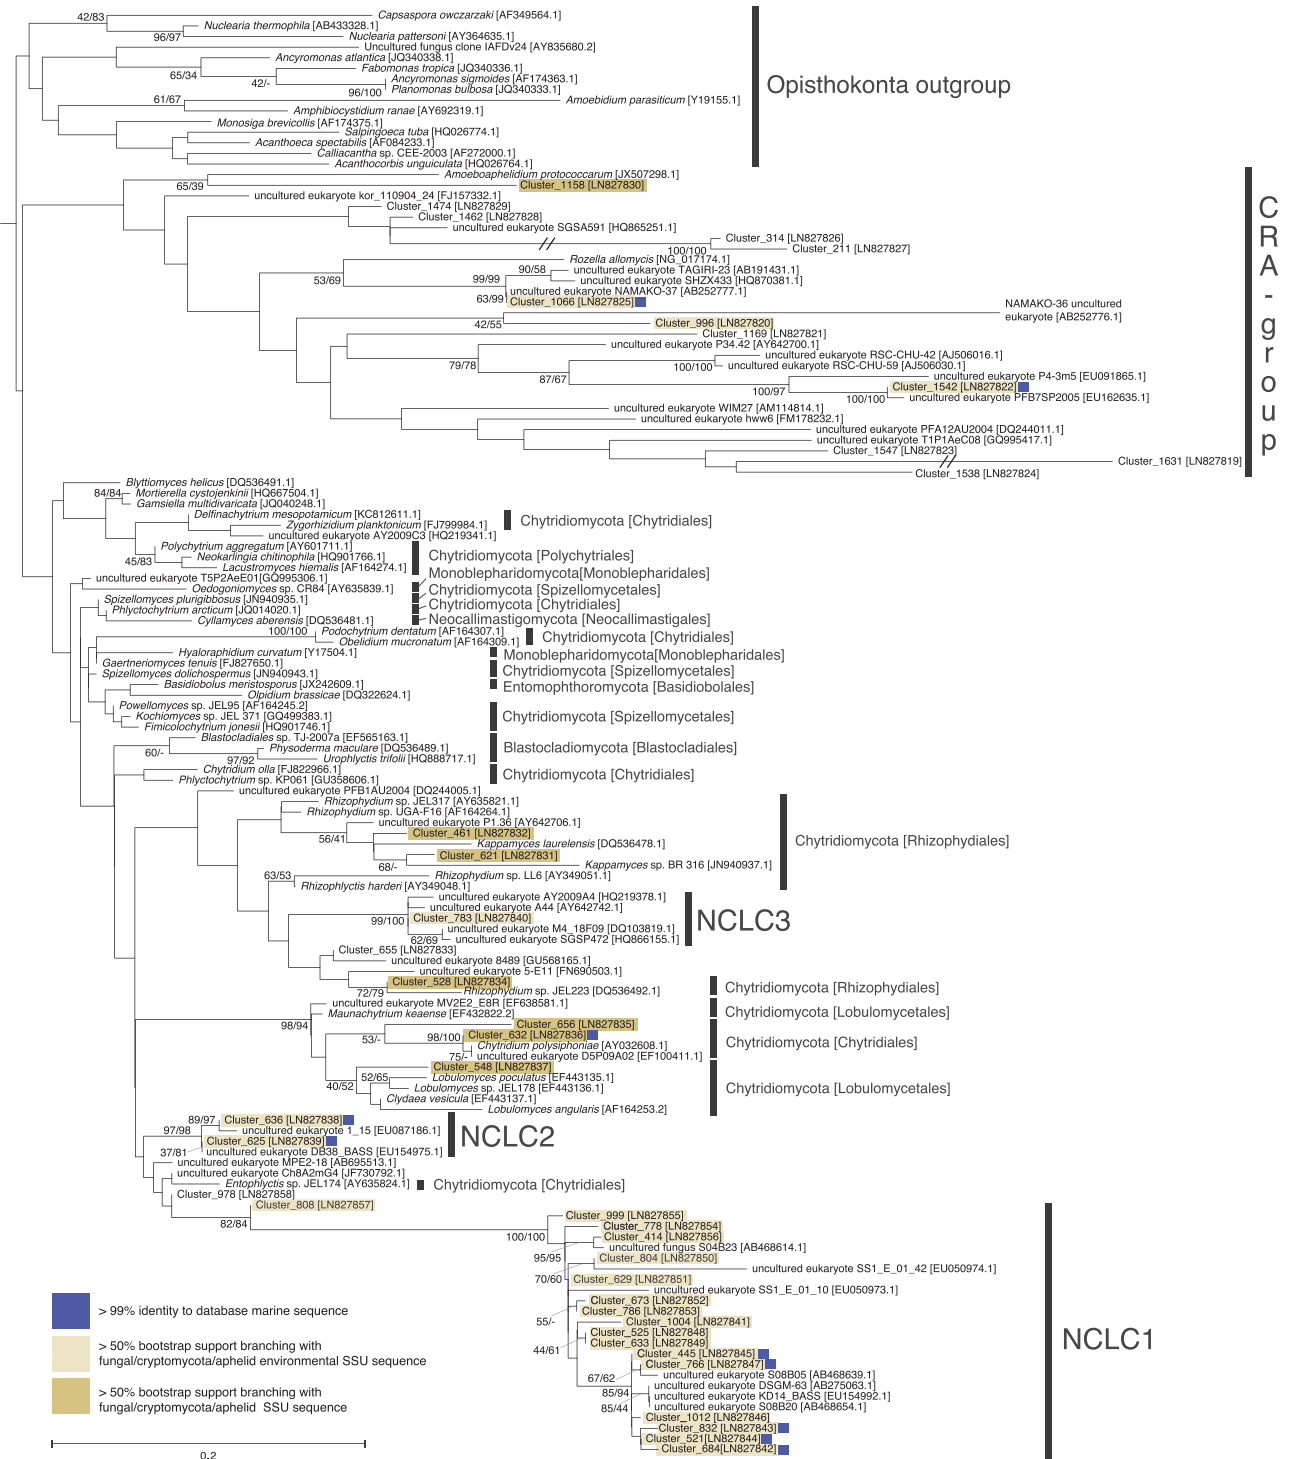 42/83
Capsaspora owczarzaki [AF349564.1]
Nuclearia thermophila [AB433328.1]
96/97
Nuclearia pattersoni [AY364635.1]
Uncultured fungus clone IAFDv24 [AY835680.2]
Ancyromonas atlantica [JQ340338.1]
65/34
Fabomonas tropica [JQ340336.1]
42/-
Ancyromonas sigmoides [AF174363.1]
96/100
Planomonas bulbosa [JQ340333.1]
Opisthokonta outgroup
61/67
Amoebidium parasiticum [Y19155.1]
Amphibiocystidium ranae [AY692319.1]
Monosiga brevicollis [AF174375.1]
Salpingoeca tuba [HQ026774.1]
Acanthoeca spectabilis [AF084233.1]
Calliacantha sp. CEE-2003 [AF272000.1]
Acanthocorbis unguiculata [HQ026764.1]
Amoeboaphelidium protococcarum [JX507298.1]
65/39
Cluster_1158 [LN827830]
uncultured eukaryote kor_110904_24 [FJ157332.1]
Cluster_1474 [LN827829]
Cluster_1462 [LN827828]
uncultured eukaryote SGSA591 [HQ865251.1]
Cluster_314 [LN827826]
100/100
Cluster_211 [LN827827]
Rozella allomycis [NG_017174.1]
53/69
90/58
uncultured eukaryote TAGIRI-23 [AB191431.1]
99/99
uncultured eukaryote SHZX433 [HQ870381.1]
uncultured eukaryote NAMAKO-37 [AB252777.1]
63/99
Cluster_1066 [LN827825]
NAMAKO-36 uncultured
eukaryote [AB252776.1]
42/55
Cluster_996 [LN827820]
Cluster_1169 [LN827821]
uncultured eukaryote P34.42 [AY642700.1]
79/78
uncultured eukaryote RSC-CHU-42 [AJ506016.1]
100/100
uncultured eukaryote RSC-CHU-59 [AJ506030.1]
87/67
uncultured eukaryote P4-3m5 [EU091865.1]
100/97
Cluster_1542 [LN827822]
100/100
uncultured eukaryote PFB7SP2005 [EU162635.1]
uncultured eukaryote WIM27 [AM114814.1]
uncultured eukaryote hww6 [FM178232.1]
uncultured eukaryote PFA12AU2004 [DQ244011.1]
uncultured eukaryote T1P1AeC08 [GQ995417.1]
Cluster_1547 [LN827823]
Cluster_1631 [LN827819]
Cluster_1538 [LN827824]
C
R
A
-
g
r
o
u
p
Blyttiomyces helicus [DQ536491.1]
84/84
Mortierella cystojenkinii [HQ667504.1]
Gamsiella multidivaricata [JQ040248.1]
Delfinachytrium mesopotamicum [KC812611.1]
Zygorhizidium planktonicum [FJ799984.1]
uncultured eukaryote AY2009C3 [HQ219341.1]
Chytridiomycota [Chytridiales]
Polychytrium aggregatum [AY601711.1]
45/83
Neokarlingia chitinophila [HQ901766.1]
Lacustromyces hiemalis [AF164274.1]
Chytridiomycota [Polychytriales]
uncultured eukaryote T5P2AeE01[GQ995306.1]
Monoblepharidomycota[Monoblepharidales]
Oedogoniomyces sp. CR84 [AY635839.1]
Chytridiomycota [Spizellomycetales]
Spizellomyces plurigibbosus [JN940935.1]
Chytridiomycota [Chytridiales]
Phlyctochytrium arcticum [JQ014020.1]
Cyllamyces aberensis [DQ536481.1]
Neocallimastigomycota [Neocallimastigales]
100/100
Podochytrium dentatum [AF164307.1]
Obelidium mucronatum [AF164309.1]
Chytridiomycota [Chytridiales]
Hyaloraphidium curvatum [Y17504.1]
Monoblepharidomycota[Monoblepharidales]
Gaertneriomyces tenuis [FJ827650.1]
Spizellomyces dolichospermus [JN940943.1]
Chytridiomycota [Spizellomycetales]
Basidiobolus meristosporus [JX242609.1]
Entomophthoromycota [Basidiobolales]
Olpidium brassicae [DQ322624.1]
Powellomyces sp. JEL95 [AF164245.2]
Kochiomyces sp. JEL 371 [GQ499383.1]
Fimicolochytrium jonesii [HQ901746.1]
Chytridiomycota [Spizellomycetales]
Blastocladiales sp. TJ-2007a [EF565163.1]
60/-
Physoderma maculare [DQ536489.1]
97/92
Urophlyctis trifolii [HQ888717.1]
Blastocladiomycota [Blastocladiales]
Chytridium olla [FJ822966.1]
Phlyctochytrium sp. KP061 [GU358606.1]
Chytridiomycota [Chytridiales]
uncultured eukaryote PFB1AU2004 [DQ244005.1]
Rhizophydium sp. JEL317 [AY635821.1]
Rhizophydium sp. UGA-F16 [AF164264.1]
uncultured eukaryote P1.36 [AY642706.1]
56/41
Cluster_461 [LN827832]
Kappamyces laurelensis [DQ536478.1]
Cluster_621 [LN827831]
68/-
Kappamyces sp. BR 316 [JN940937.1]
Chytridiomycota [Rhizophydiales]
63/53
Rhizophydium sp. LL6 [AY349051.1]
Rhizophlyctis harderi [AY349048.1]
uncultured eukaryote AY2009A4 [HQ219378.1]
uncultured eukaryote A44 [AY642742.1]
99/100
Cluster_783 [LN827840]
uncultured eukaryote M4_18F09 [DQ103819.1]
62/69
uncultured eukaryote SGSP472 [HQ866155.1]
NCLC3
Cluster_655 [LN827833]
uncultured eukaryote 8489 [GU568165.1]
uncultured eukaryote 5-E11 [FN690503.1]
Cluster_528 [LN827834]
72/79
Rhizophydium sp. JEL223 [DQ536492.1]
Chytridiomycota [Rhizophydiales]
uncultured eukaryote MV2E2_E8R [EF638581.1]
Maunachytrium keaense [EF432822.2]
Chytridiomycota [Lobulomycetales]
98/94
Cluster_656 [LN827835]
53/-
98/100
Cluster_632 [LN827836]
Chytridium polysiphoniae [AY032608.1]
75/-
uncultured eukaryote D5P09A02 [EF100411.1]
Chytridiomycota [Chytridiales]
Cluster_548 [LN827837]
52/65
Lobulomyces poculatus [EF443135.1]
40/52
Lobulomyces sp. JEL178 [EF443136.1]
Clydaea vesicula [EF443137.1]
Lobulomyces angularis [AF164253.2]
Chytridiomycota [Lobulomycetales]
89/97
Cluster_636 [LN827838]
97/98
uncultured eukaryote 1_15 [EU087186.1]
Cluster_625 [LN827839]
37/81
uncultured eukaryote DB38_BASS [EU154975.1]
NCLC2
uncultured eukaryote MPE2-18 [AB695513.1]
uncultured eukaryote Ch8A2mG4 [JF730792.1]
Entophlyctis sp. JEL174 [AY635824.1]
Chytridiomycota [Chytridiales]
Cluster_978 [LN827858]
Cluster_808 [LN827857]
82/84
Cluster_999 [LN827855]
100/100
Cluster_778 [LN827854]
Cluster_414 [LN827856]
95/95
uncultured fungus S04B23 [AB468614.1]
Cluster_804 [LN827850]
70/60
uncultured eukaryote SS1_E_01_42 [EU050974.1]
Cluster_629 [LN827851]
uncultured eukaryote SS1_E_01_10 [EU050973.1]
Cluster_673 [LN827852]
Cluster_786 [LN827853]
55/-
Cluster_1004 [LN827841]
Cluster_525 [LN827848]
Cluster_633 [LN827849]
44/61
Cluster_445 [LN827845]
Cluster_766 [LN827847]
67/62
uncultured eukaryote S08B05 [AB468639.1]
uncultured eukaryote DSGM-63 [AB275063.1]
85/94
uncultured eukaryote KD14_BASS [EU154992.1]
85/44
uncultured eukaryote S08B20 [AB468654.1]
Cluster_1012 [LN827846]
Cluster_832 [LN827843]
Cluster_521[LN827844]
Cluster_684[LN827842]
NCLC1
> 99% identity to database marine sequence
> 50% bootstrap support branching with
fungal/cryptomycota/aphelid environmental SSU sequence
> 50% bootstrap support branching with
fungal/cryptomycota/aphelid SSU sequence
0.2